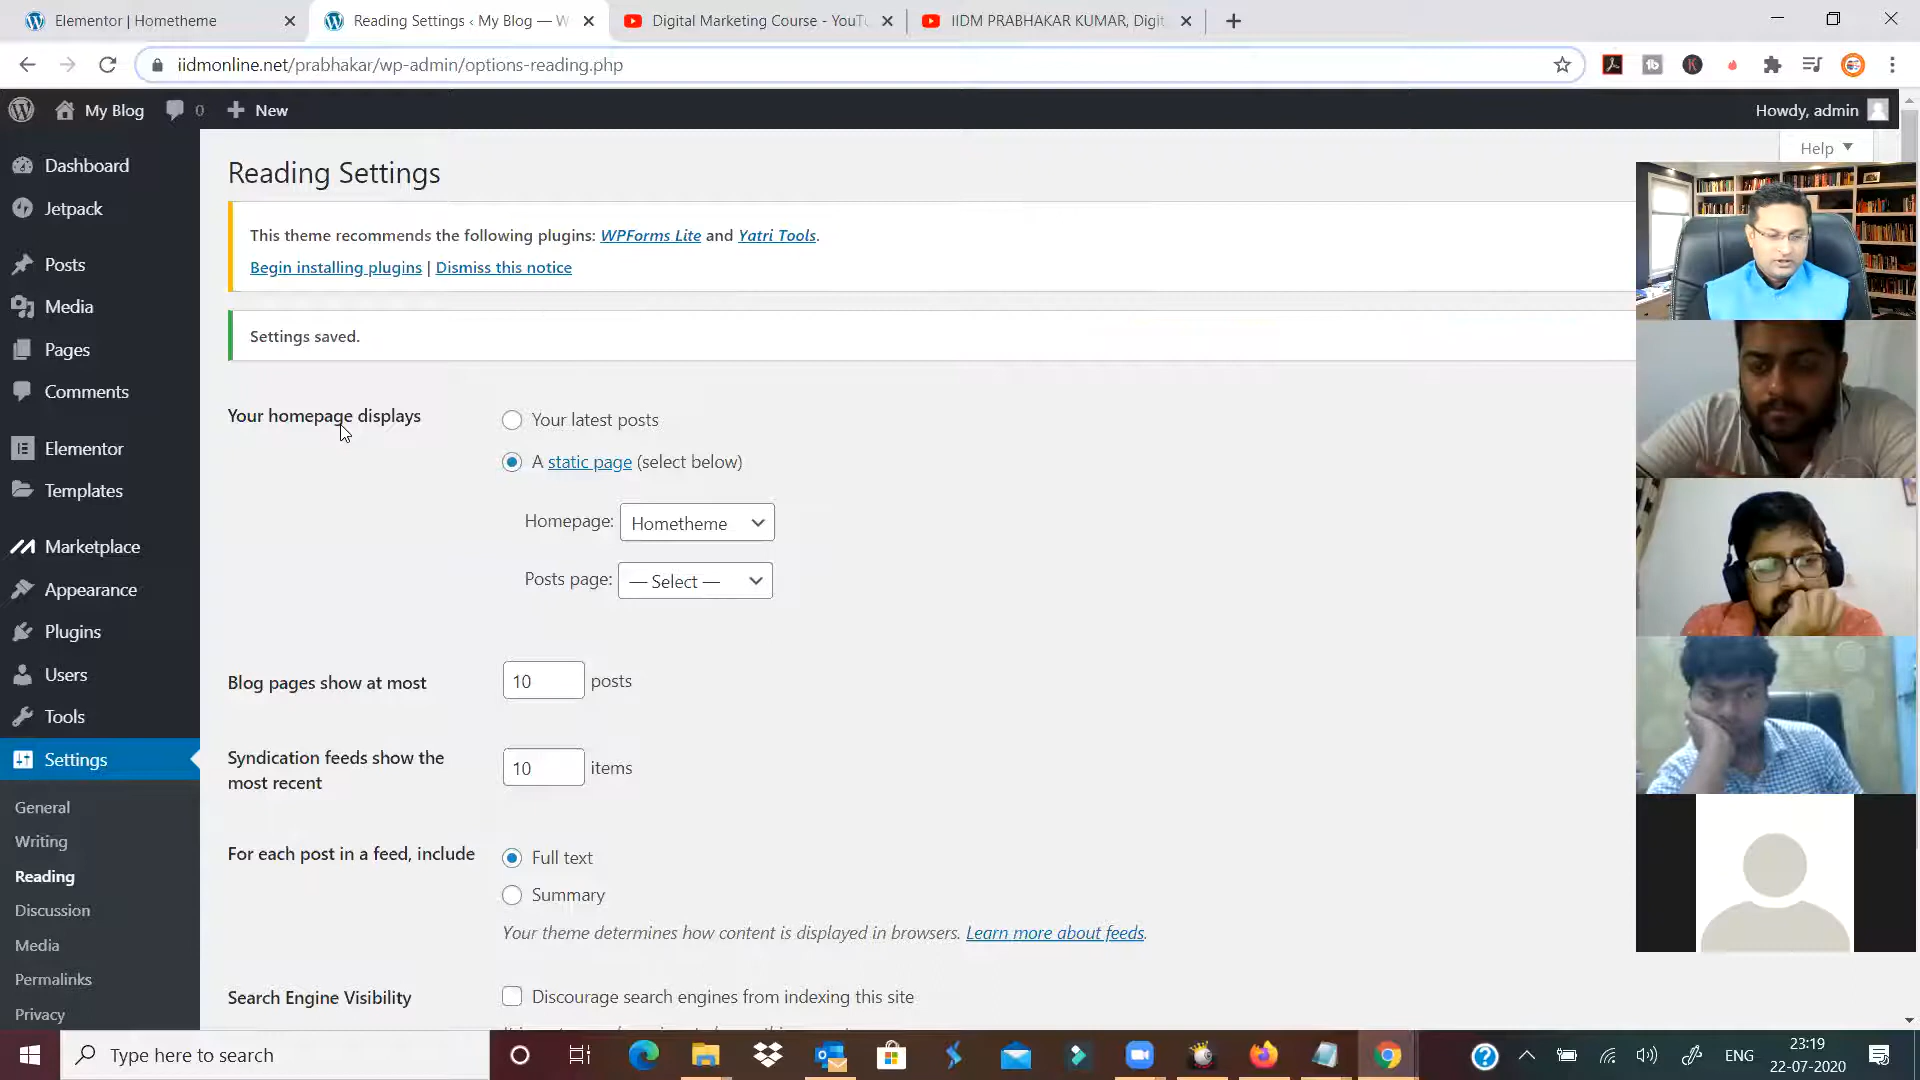 Elementor | Hometheme
Reading Settings ‹ My Blog — W
Digital Marketing Course - YouTu
IIDM PRABHAKAR KUMAR, Digit
iidmonline.net/prabhakar/wp-admin/options-reading.php
My Blog
0
New
Howdy, admin
Help
Dashboard
Jetpack
Posts
Media
Pages
Comments
Elementor
Templates
Marketplace
Appearance
Plugins
Users
Tools
Settings
General
Writing
Reading
Discussion
Media
Permalinks
Privacy
Reading Settings
This theme recommends the following plugins: WPForms Lite and Yatri Tools.
Begin installing plugins | Dismiss this notice
Settings saved.
Your homepage displays
Your latest posts
A static page (select below)
Homepage: Hometheme
Posts page: — Select —
Blog pages show at most
10 posts
Syndication feeds show the
most recent
10 items
For each post in a feed, include
Full text
Summary
Your theme determines how content is displayed in browsers. Learn more about feeds.
Search Engine Visibility
Discourage search engines from indexing this site
Type here to search
ENG
23:19
22-07-2020